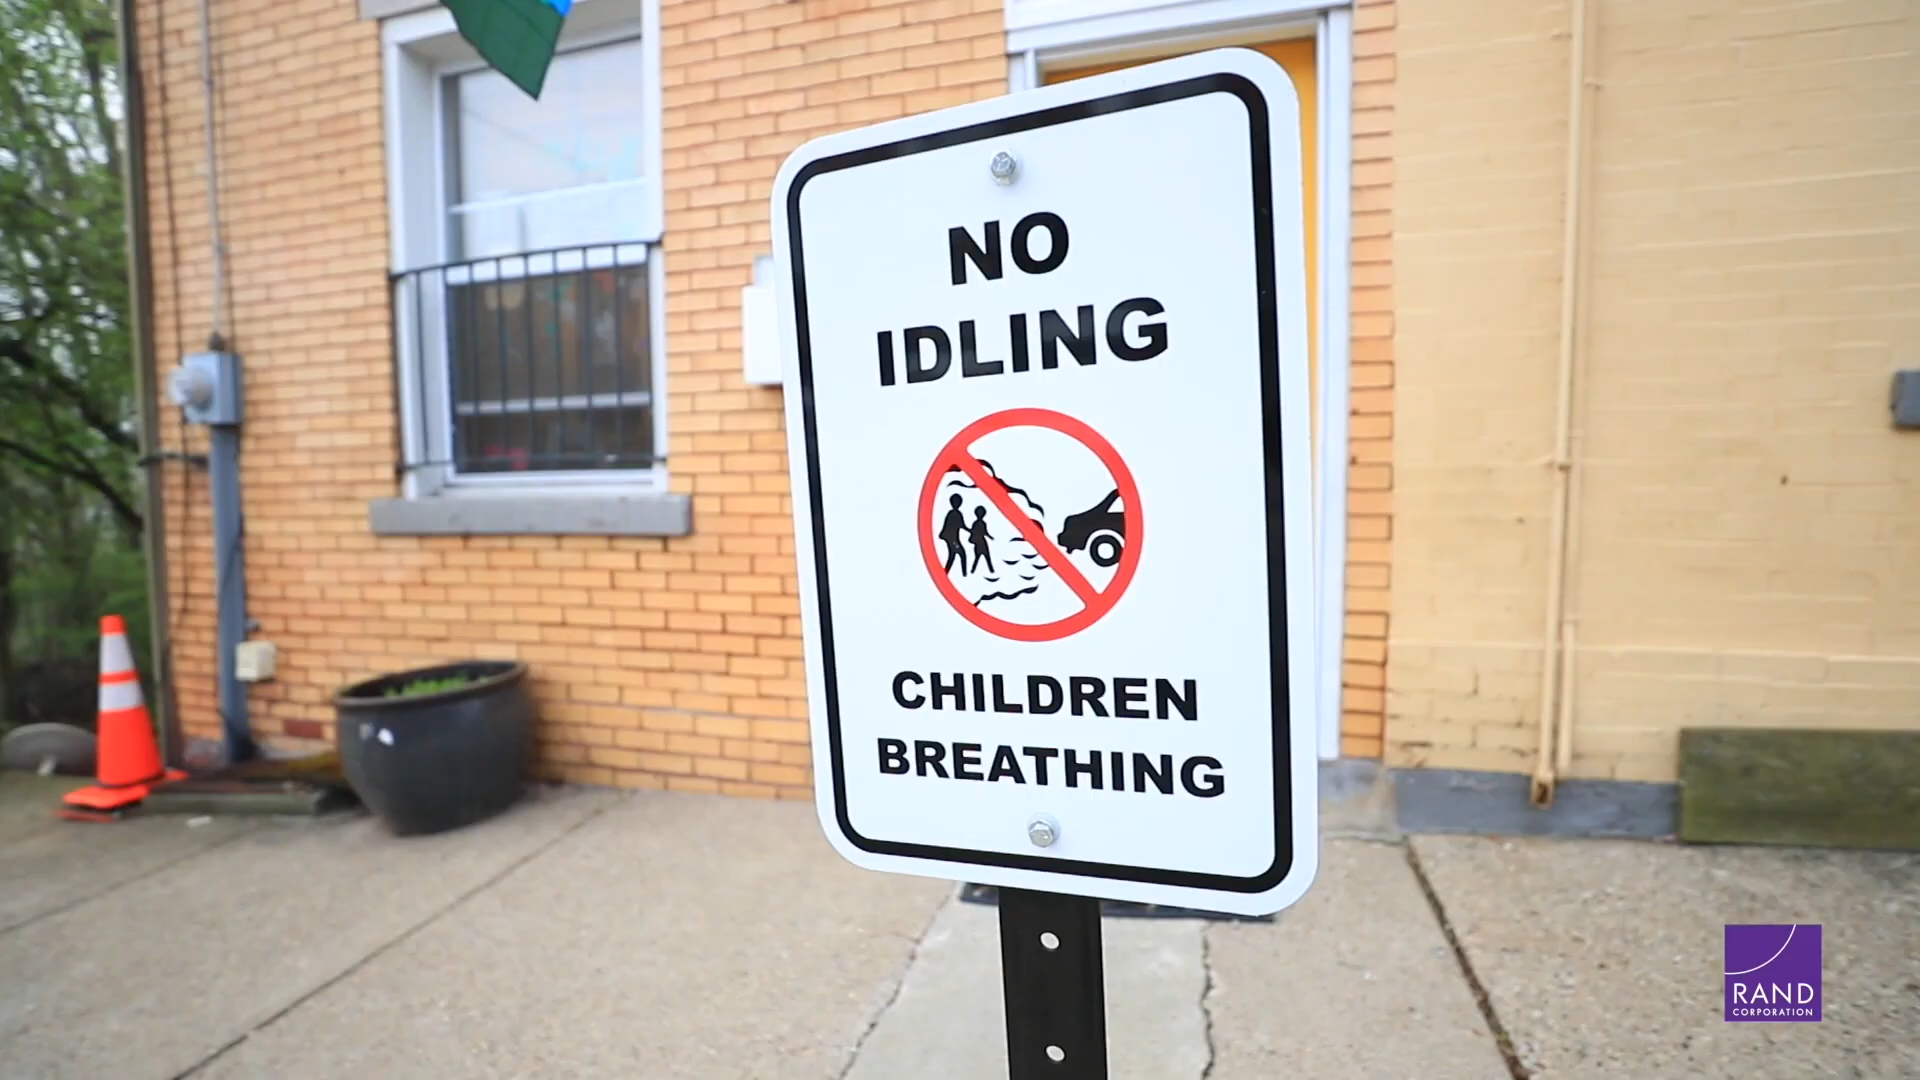 NO
IDLING
CHILDREN
BREATHING
RAND
CORPORATION